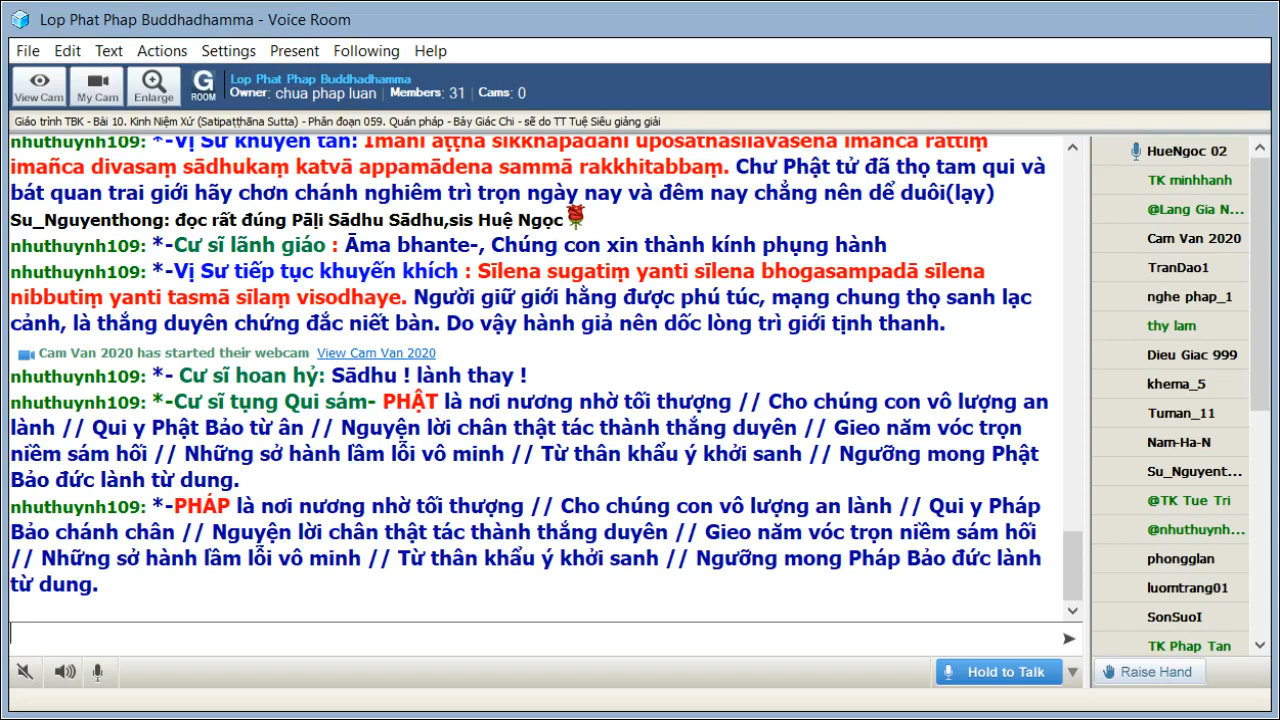 Lop Phat Phap Buddhadhamma - Voice Room
File Edit Text Actions Settings Present Following Help
View Cam My Cam Enlarge G ROOM
Lop Phat Phap Buddhadhamma
Owner: chua phap luan Members: 31 Cams: 0
Giáo trình TBK - Bài 10. Kinh Niệm Xứ (Satipaṭṭhāna Sutta) - Phân đoạn 059. Quán pháp - Bảy Giác Chi - sẽ do TT Tuệ Siêu giảng giải
nhuthuynh109: *-Vị Sư khuyên tấn: Imāni aṭṭha sikkhāpadāni uposathasīlavasena imañca rattiṃ
imañca divasaṃ sādhukaṃ katvā appamādena sammā rakkhitabbaṃ. Chư Phật tử đã thọ tam qui và
bát quan trai giới hãy chơn chánh nghiêm trì trọn ngày nay và đêm nay chẳng nên dể duôi(lạy)
Su_Nguyenthong: đọc rất đúng Pāḷi Sādhu Sādhu,sis Huệ Ngọc
nhuthuynh109: *-Cư sĩ lãnh giáo : Āma bhante-, Chúng con xin thành kính phụng hành
nhuthuynh109: *-Vị Sư tiếp tục khuyến khích : Sīlena sugatiṃ yanti sīlena bhogasampadā sīlena
nibbutiṃ yanti tasmā sīlaṃ visodhaye. Người giữ giới hằng được phú túc, mạng chung thọ sanh lạc
cảnh, là thắng duyên chứng đắc niết bàn. Do vậy hành giả nên dốc lòng trì giới tịnh thanh.
Cam Van 2020 has started their webcam View Cam Van 2020
nhuthuynh109: *- Cư sĩ hoan hỷ: Sādhu ! lành thay !
nhuthuynh109: *-Cư sĩ tụng Qui sám- PHẬT là nơi nương nhờ tối thượng // Cho chúng con vô lượng an
lành // Qui y Phật Bảo từ ân // Nguyện lời chân thật tác thành thắng duyên // Gieo năm vóc trọn
niềm sám hối // Những sở hành lầm lỗi vô minh // Từ thân khẩu ý khởi sanh // Ngưỡng mong Phật
Bảo đức lành từ dung.
nhuthuynh109: *-PHÁP là nơi nương nhờ tối thượng // Cho chúng con vô lượng an lành // Qui y Pháp
Bảo chánh chân // Nguyện lời chân thật tác thành thắng duyên // Gieo năm vóc trọn niềm sám hối
// Những sở hành lầm lỗi vô minh // Từ thân khẩu ý khởi sanh // Ngưỡng mong Pháp Bảo đức lành
từ dung.
HueNgoc 02
TK minhhanh
@Lang Gia N...
Cam Van 2020
TranDao1
nghe phap_1
thy lam
Dieu Giac 999
khema_5
Tuman_11
Nam-Ha-N
Su_Nguyent...
@TK Tue Tri
@nhuthuynh...
phongglan
luomtrang01
SonSuoI
TK Phap Tan
Hold to Talk
Raise Hand